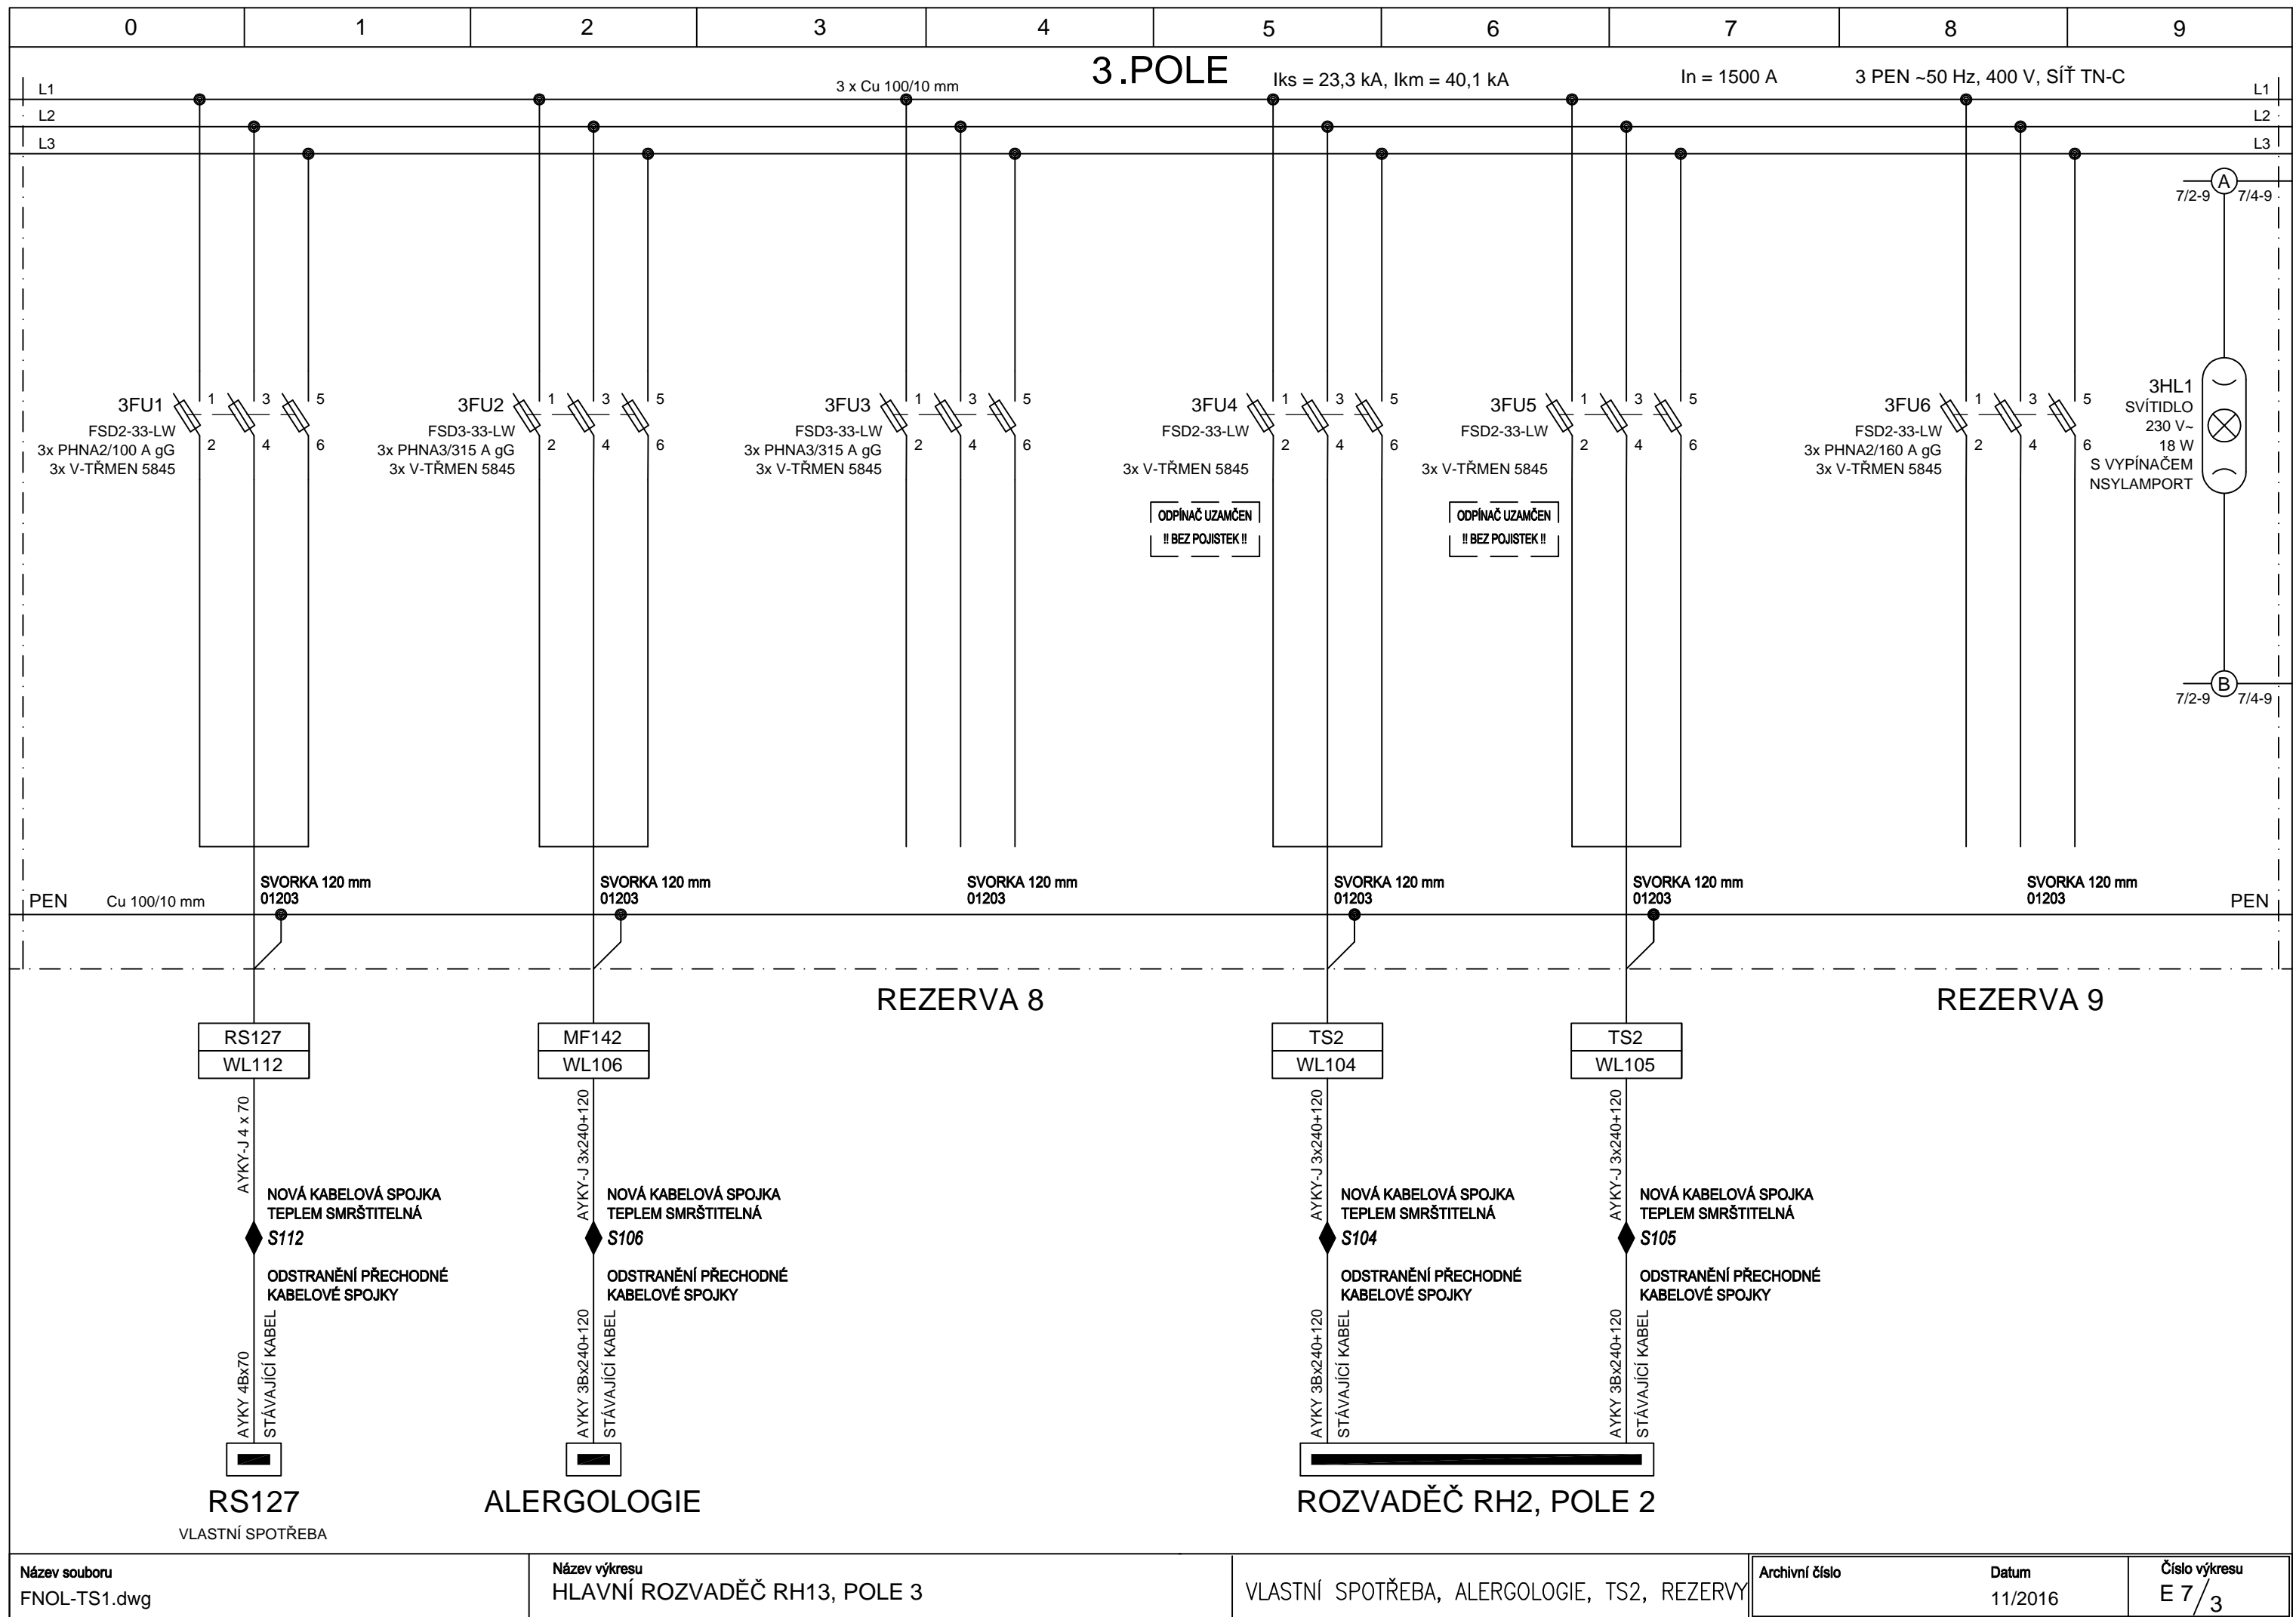 0 1 2 3 4 5 6 7 8 9
3.POLE
Iks = 23,3 kA, Ikm = 40,1 kA
In = 1500 A
3 PEN ~50 Hz, 400 V, SÍŤ TN-C
3 x Cu 100/10 mm
L1 L1
L2 L2
L3 L3
A
7/2-9 7/4-9
3FU1
FSD2-33-LW
3x PHNA2/100 A gG
3x V-TŘMEN 5845
1 3 5
2 4 6
3FU2
FSD3-33-LW
3x PHNA3/315 A gG
3x V-TŘMEN 5845
1 3 5
2 4 6
3FU3
FSD3-33-LW
3x PHNA3/315 A gG
3x V-TŘMEN 5845
1 3 5
2 4 6
3FU4
FSD2-33-LW
3x V-TŘMEN 5845
1 3 5
2 4 6
ODPÍNAČ UZAMČEN
!! BEZ POJISTEK !!
3FU5
FSD2-33-LW
3x V-TŘMEN 5845
1 3 5
2 4 6
ODPÍNAČ UZAMČEN
!! BEZ POJISTEK !!
3FU6
FSD2-33-LW
3x PHNA2/160 A gG
3x V-TŘMEN 5845
1 3 5
2 4 6
3HL1
SVÍTIDLO
230 V~
18 W
S VYPÍNAČEM
NSYLAMPORT
B
7/2-9 7/4-9
PEN Cu 100/10 mm
SVORKA 120 mm
01203
SVORKA 120 mm
01203
SVORKA 120 mm
01203
SVORKA 120 mm
01203
SVORKA 120 mm
01203
SVORKA 120 mm
01203
PEN
REZERVA 8
REZERVA 9
RS127
WL112
AYKY-J 4 x 70
NOVÁ KABELOVÁ SPOJKA
TEPLEM SMRŠTITELNÁ
S112
ODSTRANĚNÍ PŘECHODNÉ
KABELOVÉ SPOJKY
AYKY 4Bx70
STÁVAJÍCÍ KABEL
RS127
VLASTNÍ SPOTŘEBA
MF142
WL106
AYKY-J 3x240+120
NOVÁ KABELOVÁ SPOJKA
TEPLEM SMRŠTITELNÁ
S106
ODSTRANĚNÍ PŘECHODNÉ
KABELOVÉ SPOJKY
AYKY 3Bx240+120
STÁVAJÍCÍ KABEL
ALERGOLOGIE
TS2
WL104
AYKY-J 3x240+120
NOVÁ KABELOVÁ SPOJKA
TEPLEM SMRŠTITELNÁ
S104
ODSTRANĚNÍ PŘECHODNÉ
KABELOVÉ SPOJKY
AYKY 3Bx240+120
STÁVAJÍCÍ KABEL
TS2
WL105
AYKY-J 3x240+120
NOVÁ KABELOVÁ SPOJKA
TEPLEM SMRŠTITELNÁ
S105
ODSTRANĚNÍ PŘECHODNÉ
KABELOVÉ SPOJKY
AYKY 3Bx240+120
STÁVAJÍCÍ KABEL
ROZVADĚČ RH2, POLE 2
Název souboru
FNOL-TS1.dwg
Název výkresu
HLAVNÍ ROZVADĚČ RH13, POLE 3
VLASTNÍ SPOTŘEBA, ALERGOLOGIE, TS2, REZERVY
Archivní číslo
Datum
11/2016
Číslo výkresu
E 7/3